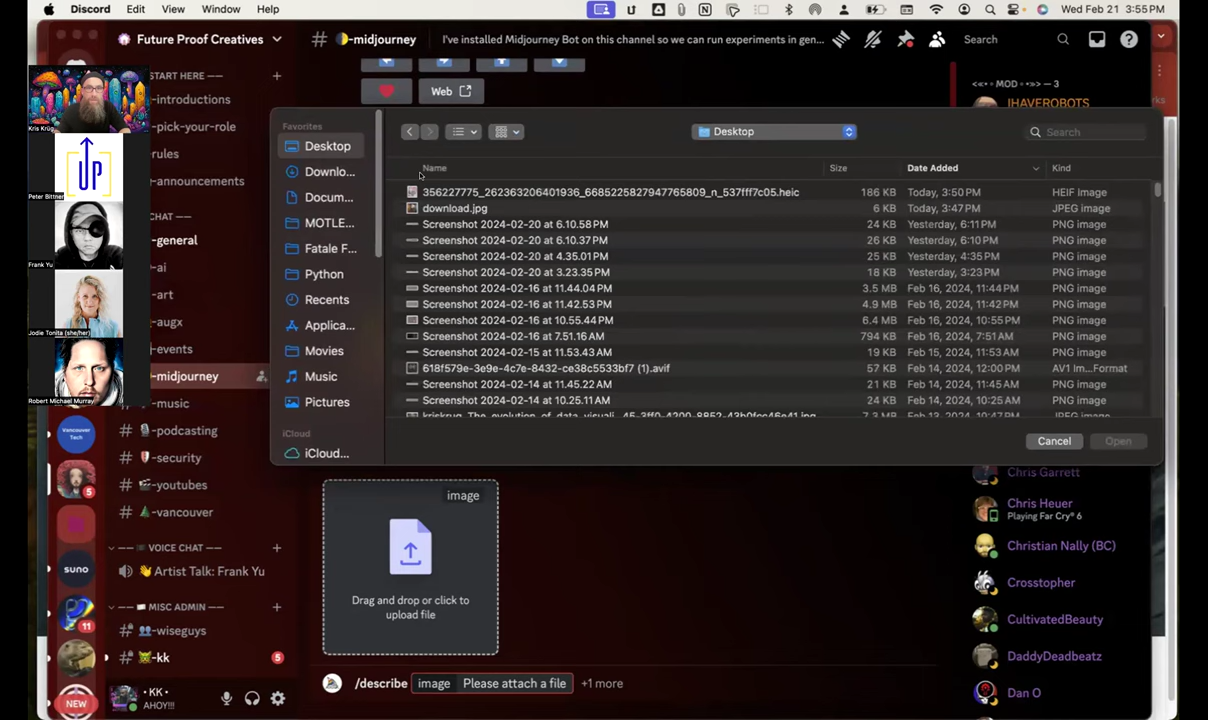 Discord Edit View Window Help
Wed Feb 21 3:55 PM
Future Proof Creatives
-midjourney
I've installed Midjourney Bot on this channel so we can run experiments in gen...
Search
START HERE
-introductions
-pick-your-role
-rules
-announcements
CHAT
-general
-ai
-art
-augx
-events
-midjourney
-music
-podcasting
-security
-youtubes
-vancouver
VOICE CHAT
Artist Talk: Frank Yu
MISC ADMIN
-wiseguys
-kk
5
• KK •
AHOY!!!
Kris Krüg
Peter Bittner
Frank Yu
Jodie Tonita (she/her)
Robert Michael Murray
Vancouver
Tech
5
suno
11
NEW
Web
<<•• MOD ••>> — 3
IHAVEROBOTS
Favorites
Desktop
Downlo...
Docum...
MOTLE...
Fatale F...
Python
Recents
Applica...
Movies
Music
Pictures
iCloud
iCloud...
Desktop
Search
Name Size Date Added Kind
356227775_262363206401936_6685225827947765809_n_537fff7c05.heic 186 KB Today, 3:50 PM HEIF Image
download.jpg 6 KB Today, 3:47 PM JPEG image
Screenshot 2024-02-20 at 6.10.58 PM 24 KB Yesterday, 6:11 PM PNG image
Screenshot 2024-02-20 at 6.10.37 PM 26 KB Yesterday, 6:10 PM PNG image
Screenshot 2024-02-20 at 4.35.01 PM 25 KB Yesterday, 4:35 PM PNG image
Screenshot 2024-02-20 at 3.23.35 PM 18 KB Yesterday, 3:23 PM PNG image
Screenshot 2024-02-16 at 11.44.04 PM 3.5 MB Feb 16, 2024, 11:44 PM PNG image
Screenshot 2024-02-16 at 11.42.53 PM 4.9 MB Feb 16, 2024, 11:42 PM PNG image
Screenshot 2024-02-16 at 10.55.44 PM 6.4 MB Feb 16, 2024, 10:55 PM PNG image
Screenshot 2024-02-16 at 7.51.16 AM 794 KB Feb 16, 2024, 7:51 AM PNG image
Screenshot 2024-02-15 at 11.53.43 AM 19 KB Feb 15, 2024, 11:53 AM PNG image
618f579e-3e9e-4c7e-8432-ce38c5533bf7 (1).avif 57 KB Feb 14, 2024, 12:00 PM AV1 Im...Format
Screenshot 2024-02-14 at 11.45.22 AM 21 KB Feb 14, 2024, 11:45 AM PNG image
Screenshot 2024-02-14 at 10.25.11 AM 24 KB Feb 14, 2024, 10:25 AM PNG image
7.3 MB Feb 13, 2024, 10:47 PM JPEG image
Cancel Open
image
Drag and drop or click to
upload file
/describe image Please attach a file +1 more
Chris Garrett
Chris Heuer
Playing Far Cry® 6
Christian Nally (BC)
Crosstopher
CultivatedBeauty
DaddyDeadbeatz
Dan O